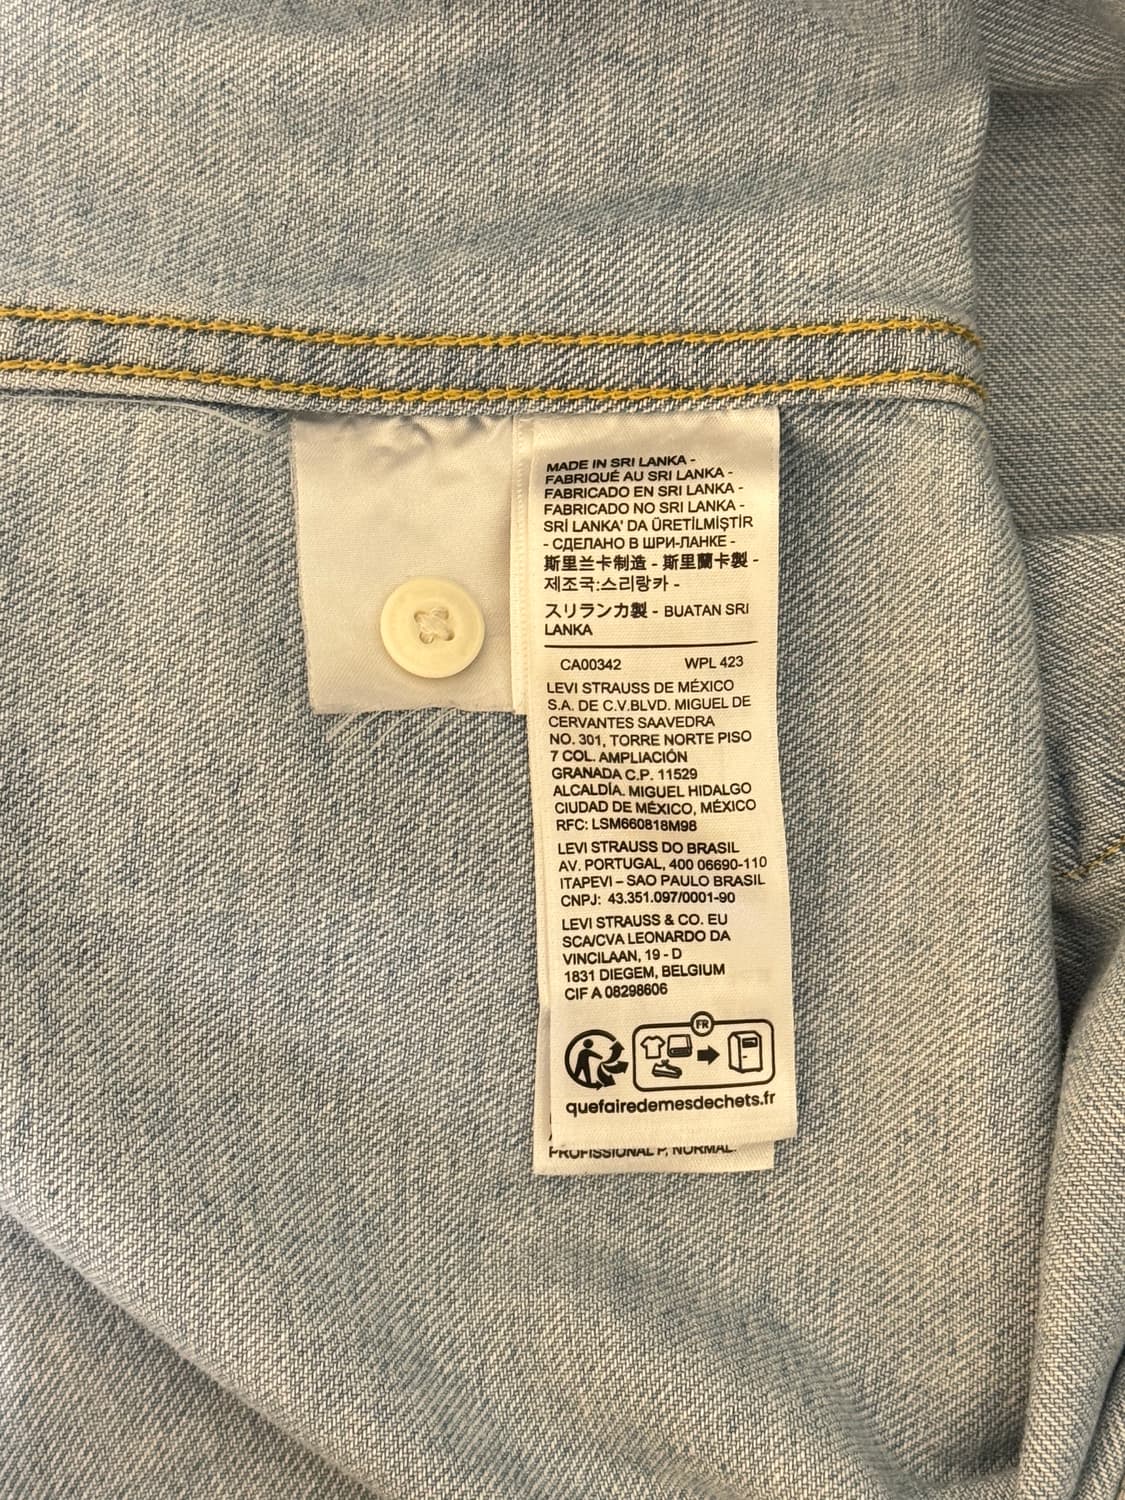 MADE IN SRI LANKA -
FABRIQUÉ AU SRI LANKA -
FABRICADO EN SRI LANKA -
FABRICADO NO SRI LANKA -
SRİ LANKA' DA ÜRETİLMİŞTİR
- СДЕЛАНО В ШРИ-ЛАНКЕ -
斯里兰卡制造 - 斯里蘭卡製 -
제조국:스리랑카 -
スリランカ製 - BUATAN SRI
LANKA
CA00342 WPL 423
LEVI STRAUSS DE MÉXICO
S.A. DE C.V.BLVD. MIGUEL DE
CERVANTES SAAVEDRA
NO. 301, TORRE NORTE PISO
7 COL. AMPLIACIÓN
GRANADA C.P. 11529
ALCALDÍA. MIGUEL HIDALGO
CIUDAD DE MÉXICO, MÉXICO
RFC: LSM660818M98
LEVI STRAUSS DO BRASIL
AV. PORTUGAL, 400 06690-110
ITAPEVI – SAO PAULO BRASIL
CNPJ: 43.351.097/0001-90
LEVI STRAUSS & CO. EU
SCA/CVA LEONARDO DA
VINCILAAN, 19 - D
1831 DIEGEM, BELGIUM
CIF A 08298606
FR
quefairedemesdechets.fr
PROFISSIONAL P, NORMAL.